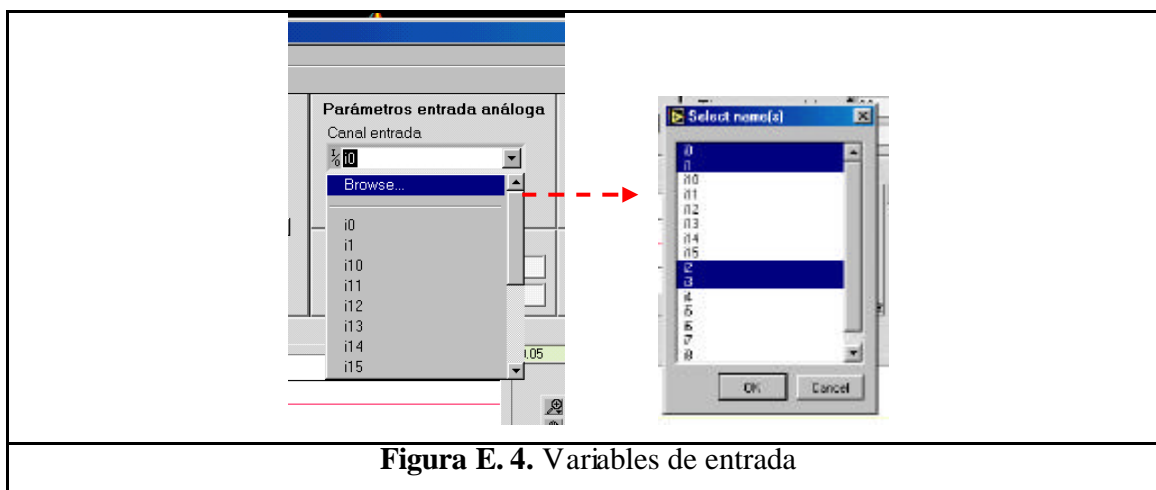 Parámetros entrada análoga
Canal entrada
I/O i0
Browse...
i0
i1
i10
i11
i12
i13
i14
i15
.05
Select name(s)
i0
i1
i10
i11
i12
i13
i14
i15
i2
i3
i4
i5
i6
i7
i8
OK
Cancel
Figura E. 4. Variables de entrada